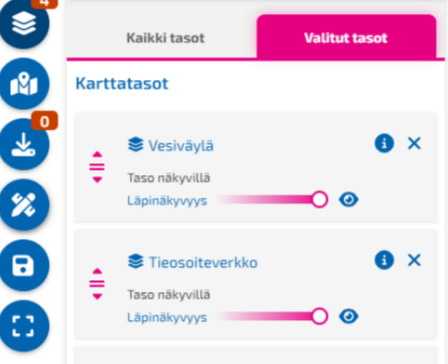 4
Kaikki tasot
Valitut tasot
Karttatasot
0
Vesiväylä
Taso näkyvillä
Läpinäkyvyys
Tieosoiteverkko
Taso näkyvillä
Läpinäkyvyys